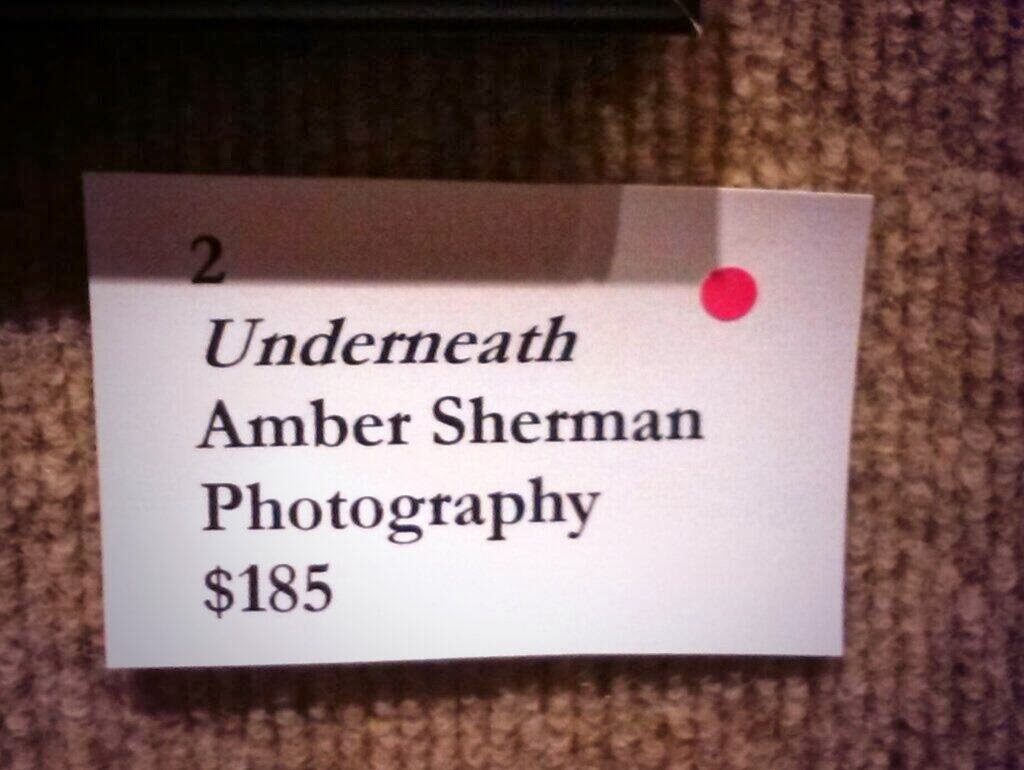 2
Underneath
Amber Sherman
Photography
$185